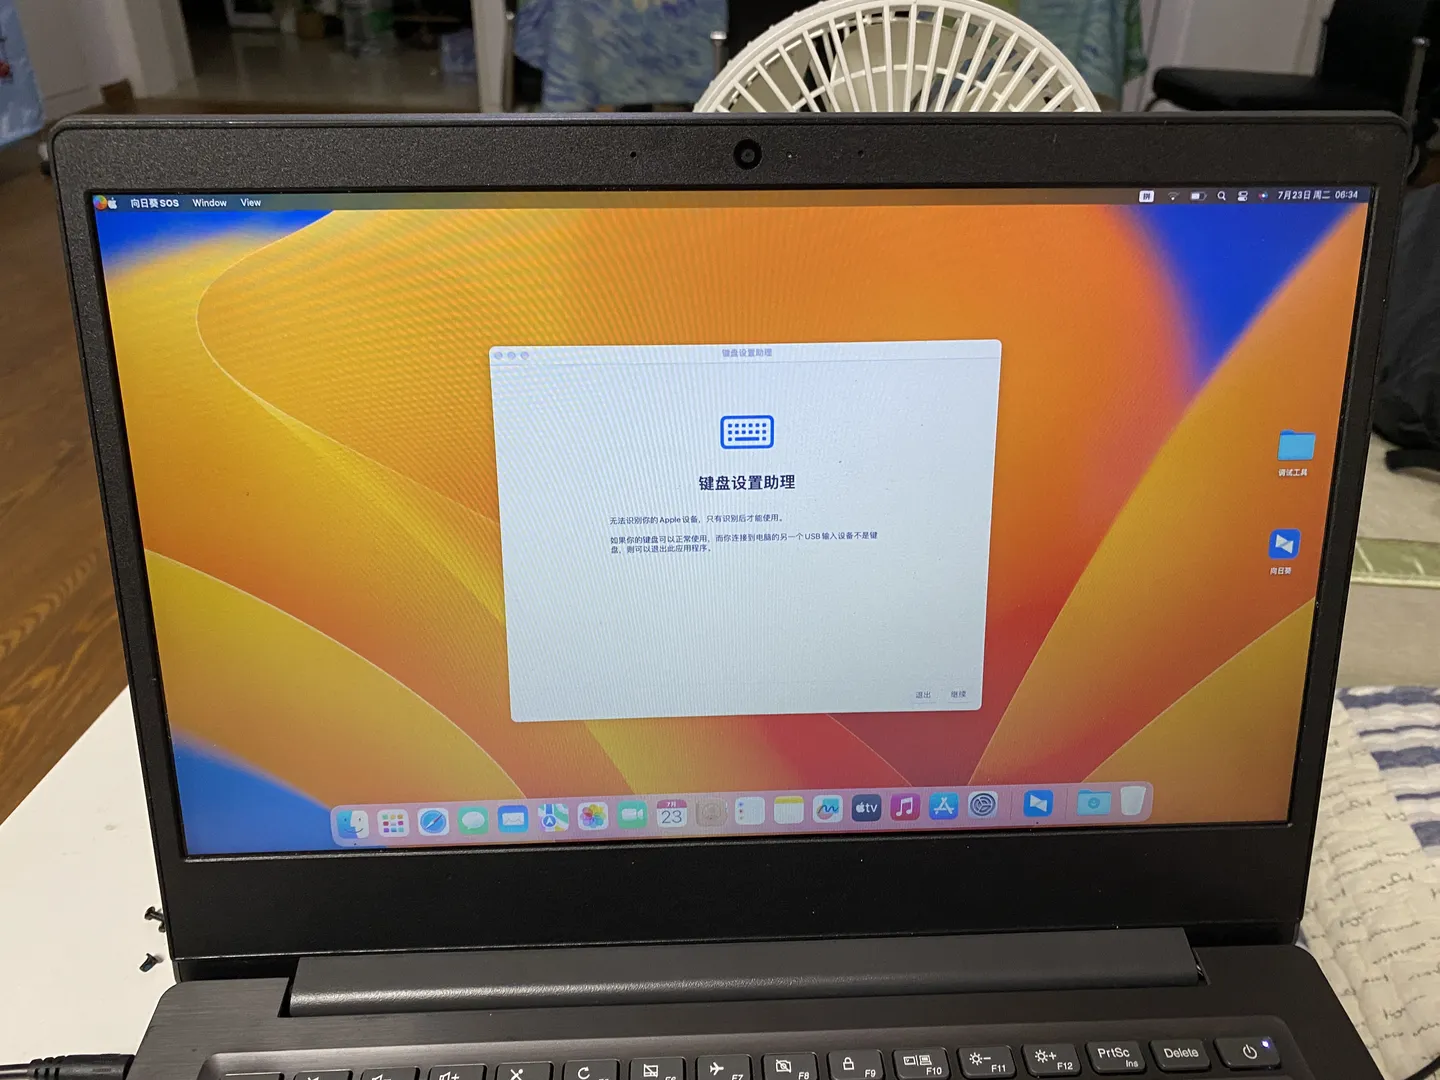 向日葵SOS Window View
拼 7月23日 周二 06:34
键盘设置助理
键盘设置助理
无法识别你的Apple设备，只有识别后才能使用。
如果你的键盘可以正常使用，而你连接到电脑的另一个USB输入设备不是键
盘，则可以退出此应用程序。
退出 继续
调试工具
向日葵
7月
23
tv
F7
F8
F9
F10
F11
F12
PrtSc
Ins
Delete